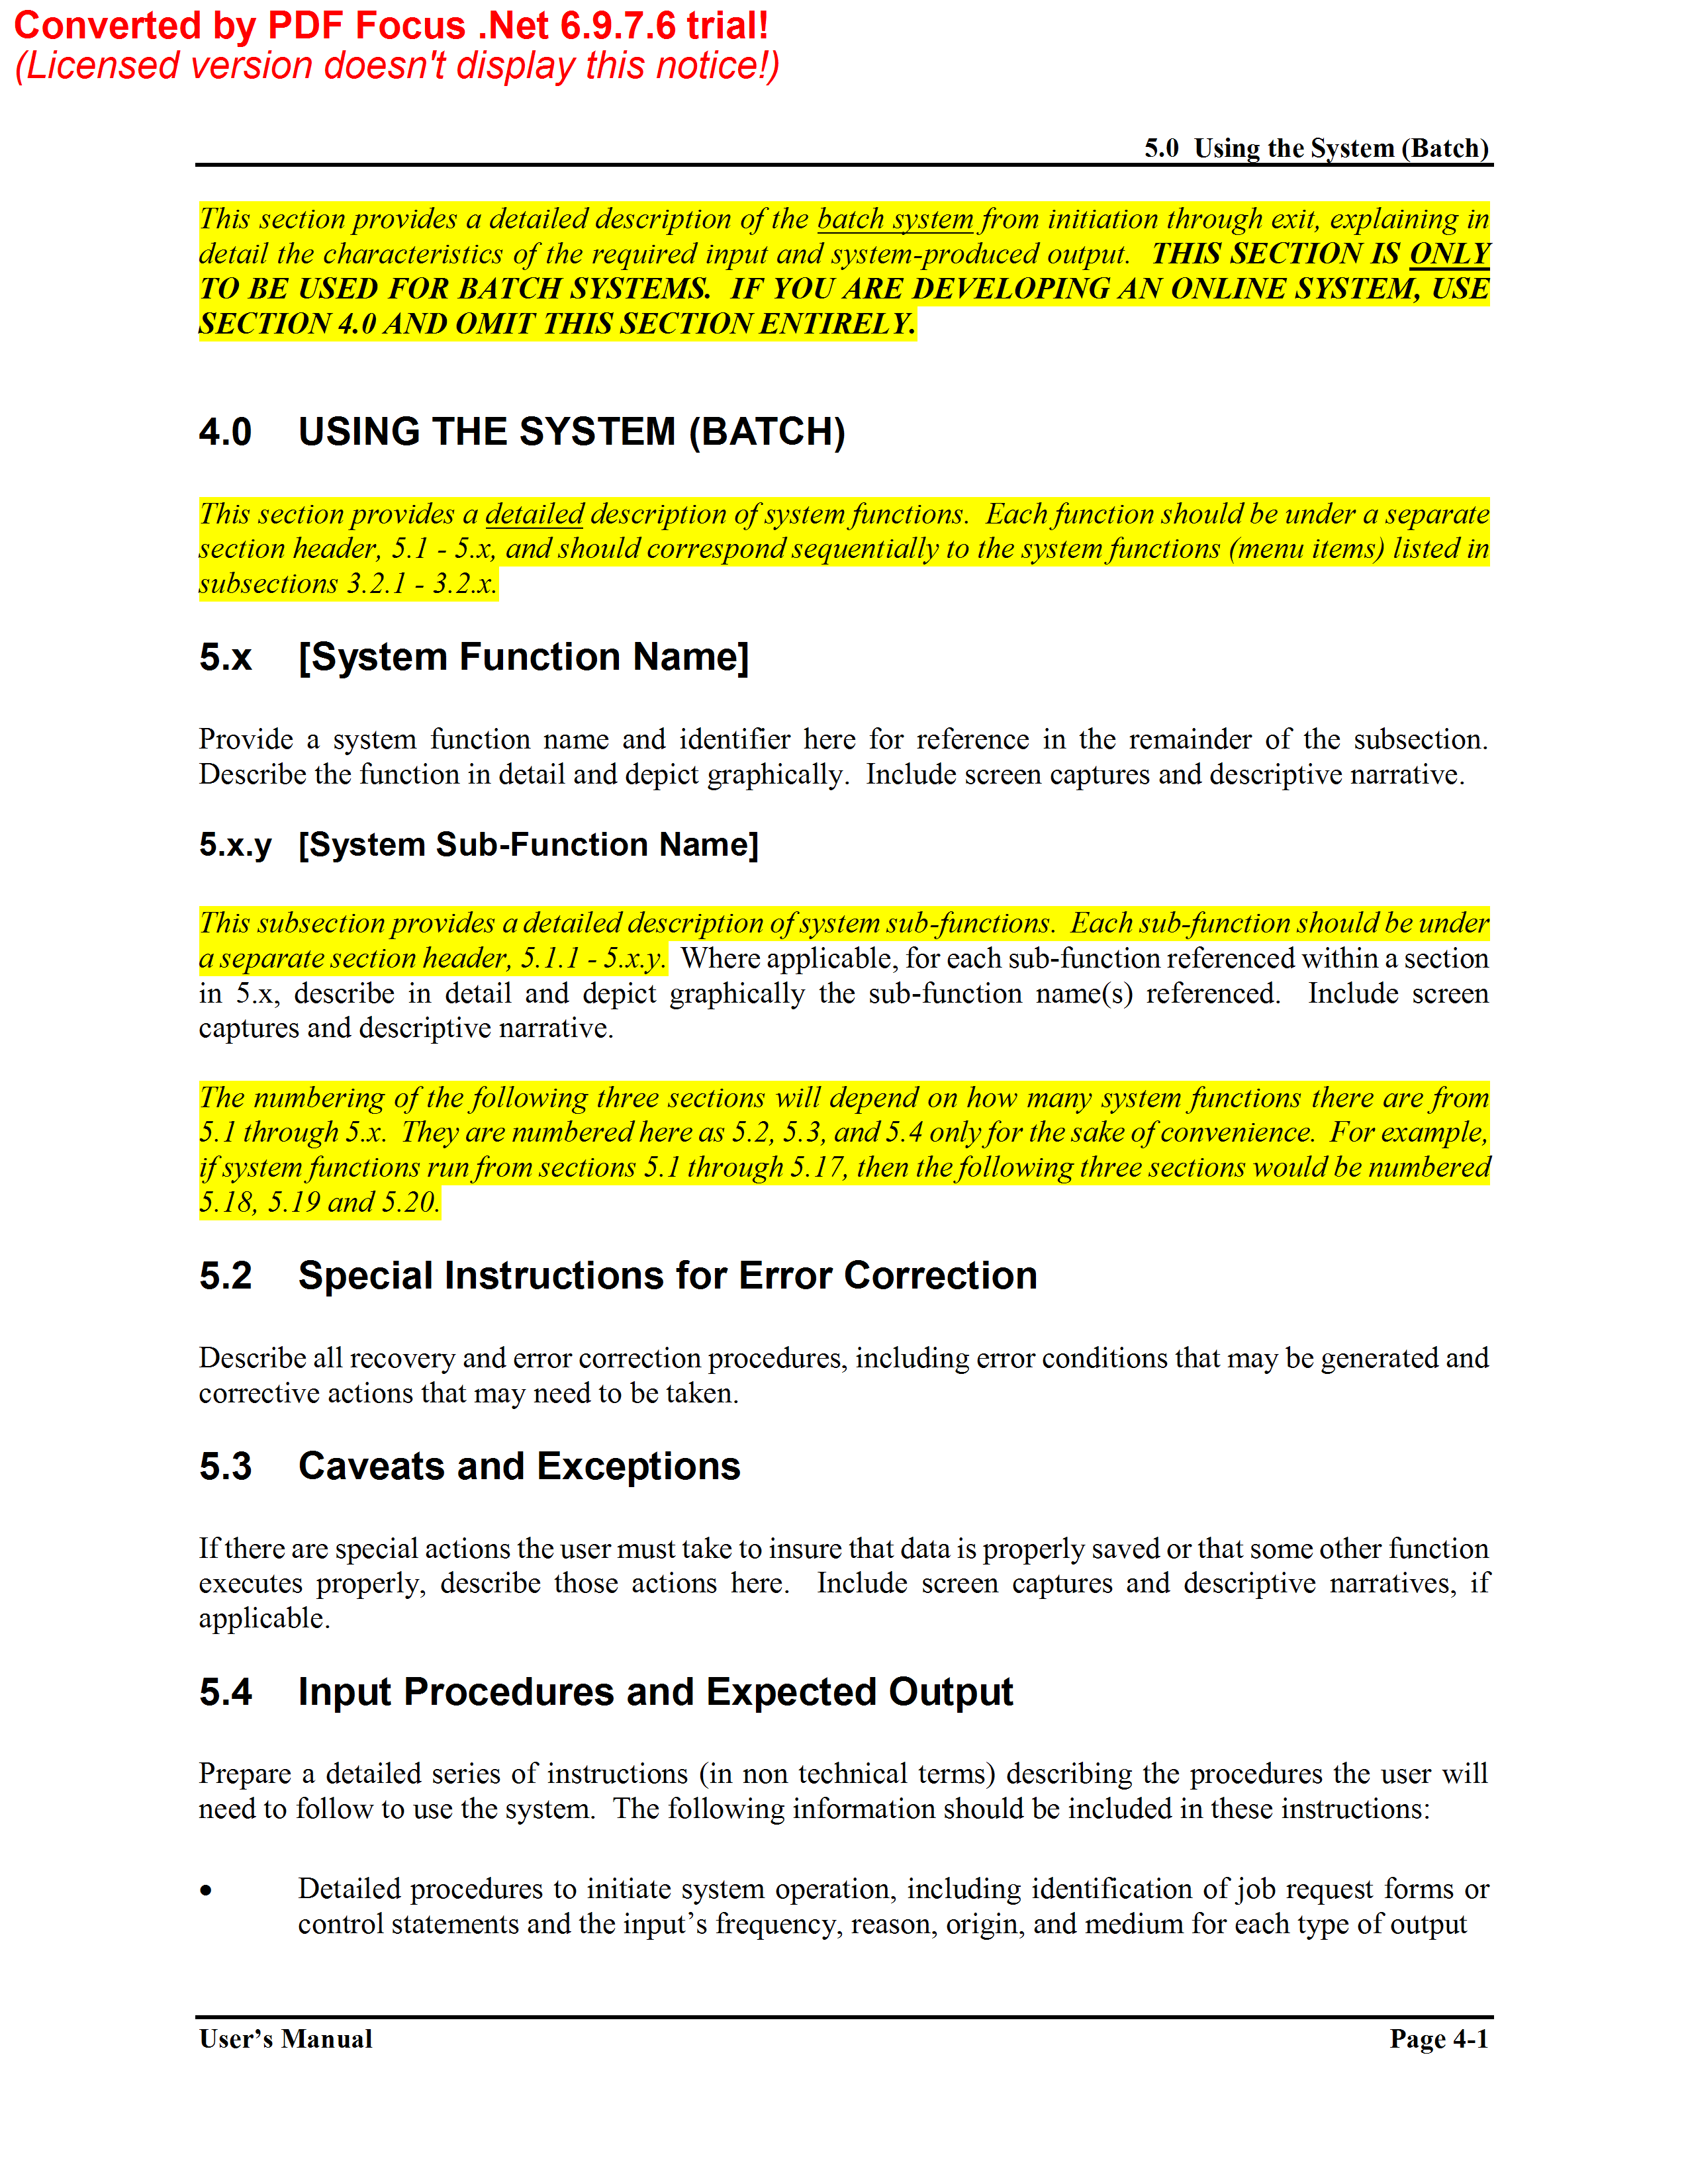 Converted by PDF Focus .Net 6.9.7.6 trial!
(Licensed version doesn't display this notice!)
5.0  Using the System (Batch)
This section provides a detailed description of the batch system from initiation through exit, explaining in
detail the characteristics of the required input and system-produced output.  THIS SECTION IS ONLY
TO BE USED FOR BATCH SYSTEMS.  IF YOU ARE DEVELOPING AN ONLINE SYSTEM, USE
SECTION 4.0 AND OMIT THIS SECTION ENTIRELY.
4.0 USING THE SYSTEM (BATCH)
This section provides a detailed description of system functions.  Each function should be under a separate
section header, 5.1 - 5.x, and should correspond sequentially to the system functions (menu items) listed in
subsections 3.2.1 - 3.2.x.
5.x [System Function Name]
Provide a system function name and identifier here for reference in the remainder of the subsection.
Describe the function in detail and depict graphically.  Include screen captures and descriptive narrative.
5.x.y [System Sub-Function Name]
This subsection provides a detailed description of system sub-functions.  Each sub-function should be under
a separate section header, 5.1.1 - 5.x.y.  Where applicable, for each sub-function referenced within a section
in 5.x, describe in detail and depict graphically the sub-function name(s) referenced.  Include screen
captures and descriptive narrative.
The numbering of the following three sections will depend on how many system functions there are from
5.1 through 5.x.  They are numbered here as 5.2, 5.3, and 5.4 only for the sake of convenience.  For example,
if system functions run from sections 5.1 through 5.17, then the following three sections would be numbered
5.18, 5.19 and 5.20.
5.2 Special Instructions for Error Correction
Describe all recovery and error correction procedures, including error conditions that may be generated and
corrective actions that may need to be taken.
5.3 Caveats and Exceptions
If there are special actions the user must take to insure that data is properly saved or that some other function
executes properly, describe those actions here.  Include screen captures and descriptive narratives, if
applicable.
5.4 Input Procedures and Expected Output
Prepare a detailed series of instructions (in non technical terms) describing the procedures the user will
need to follow to use the system.  The following information should be included in these instructions:
• Detailed procedures to initiate system operation, including identification of job request forms or
control statements and the input’s frequency, reason, origin, and medium for each type of output
User’s Manual Page 4-1